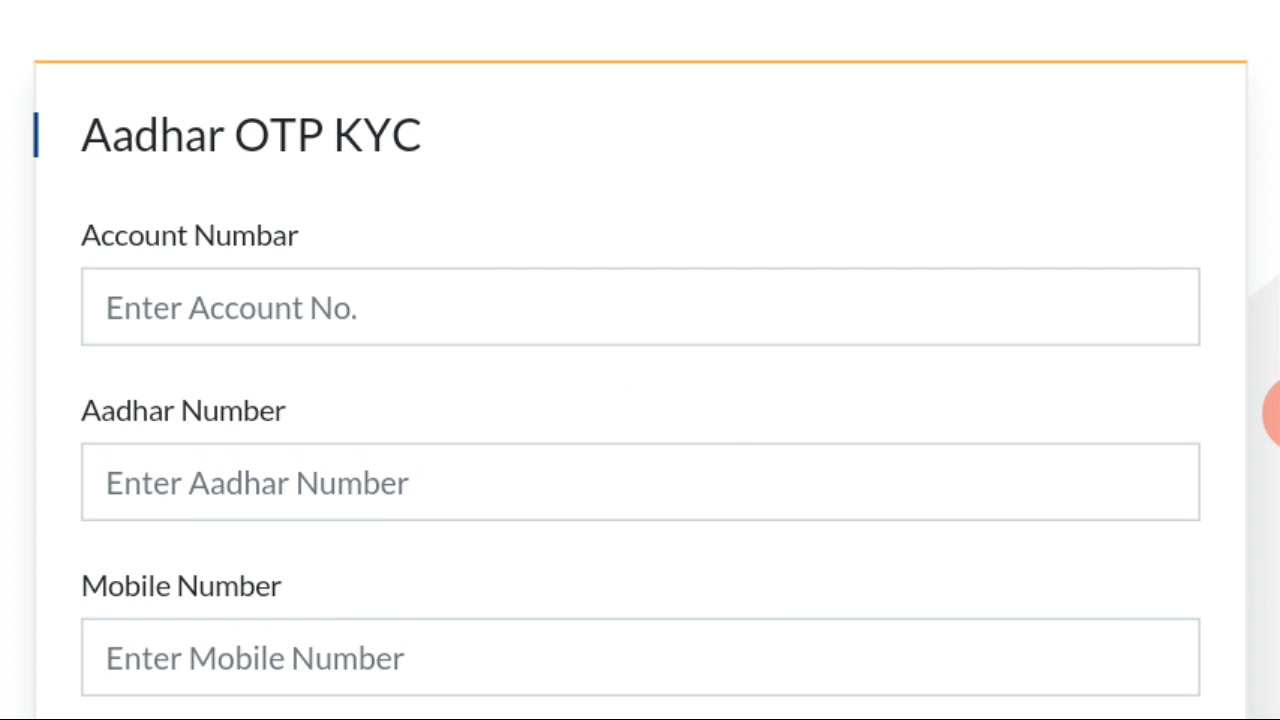 Aadhar OTP KYC
Account Numbar
Enter Account No.
Aadhar Number
Enter Aadhar Number
Mobile Number
Enter Mobile Number